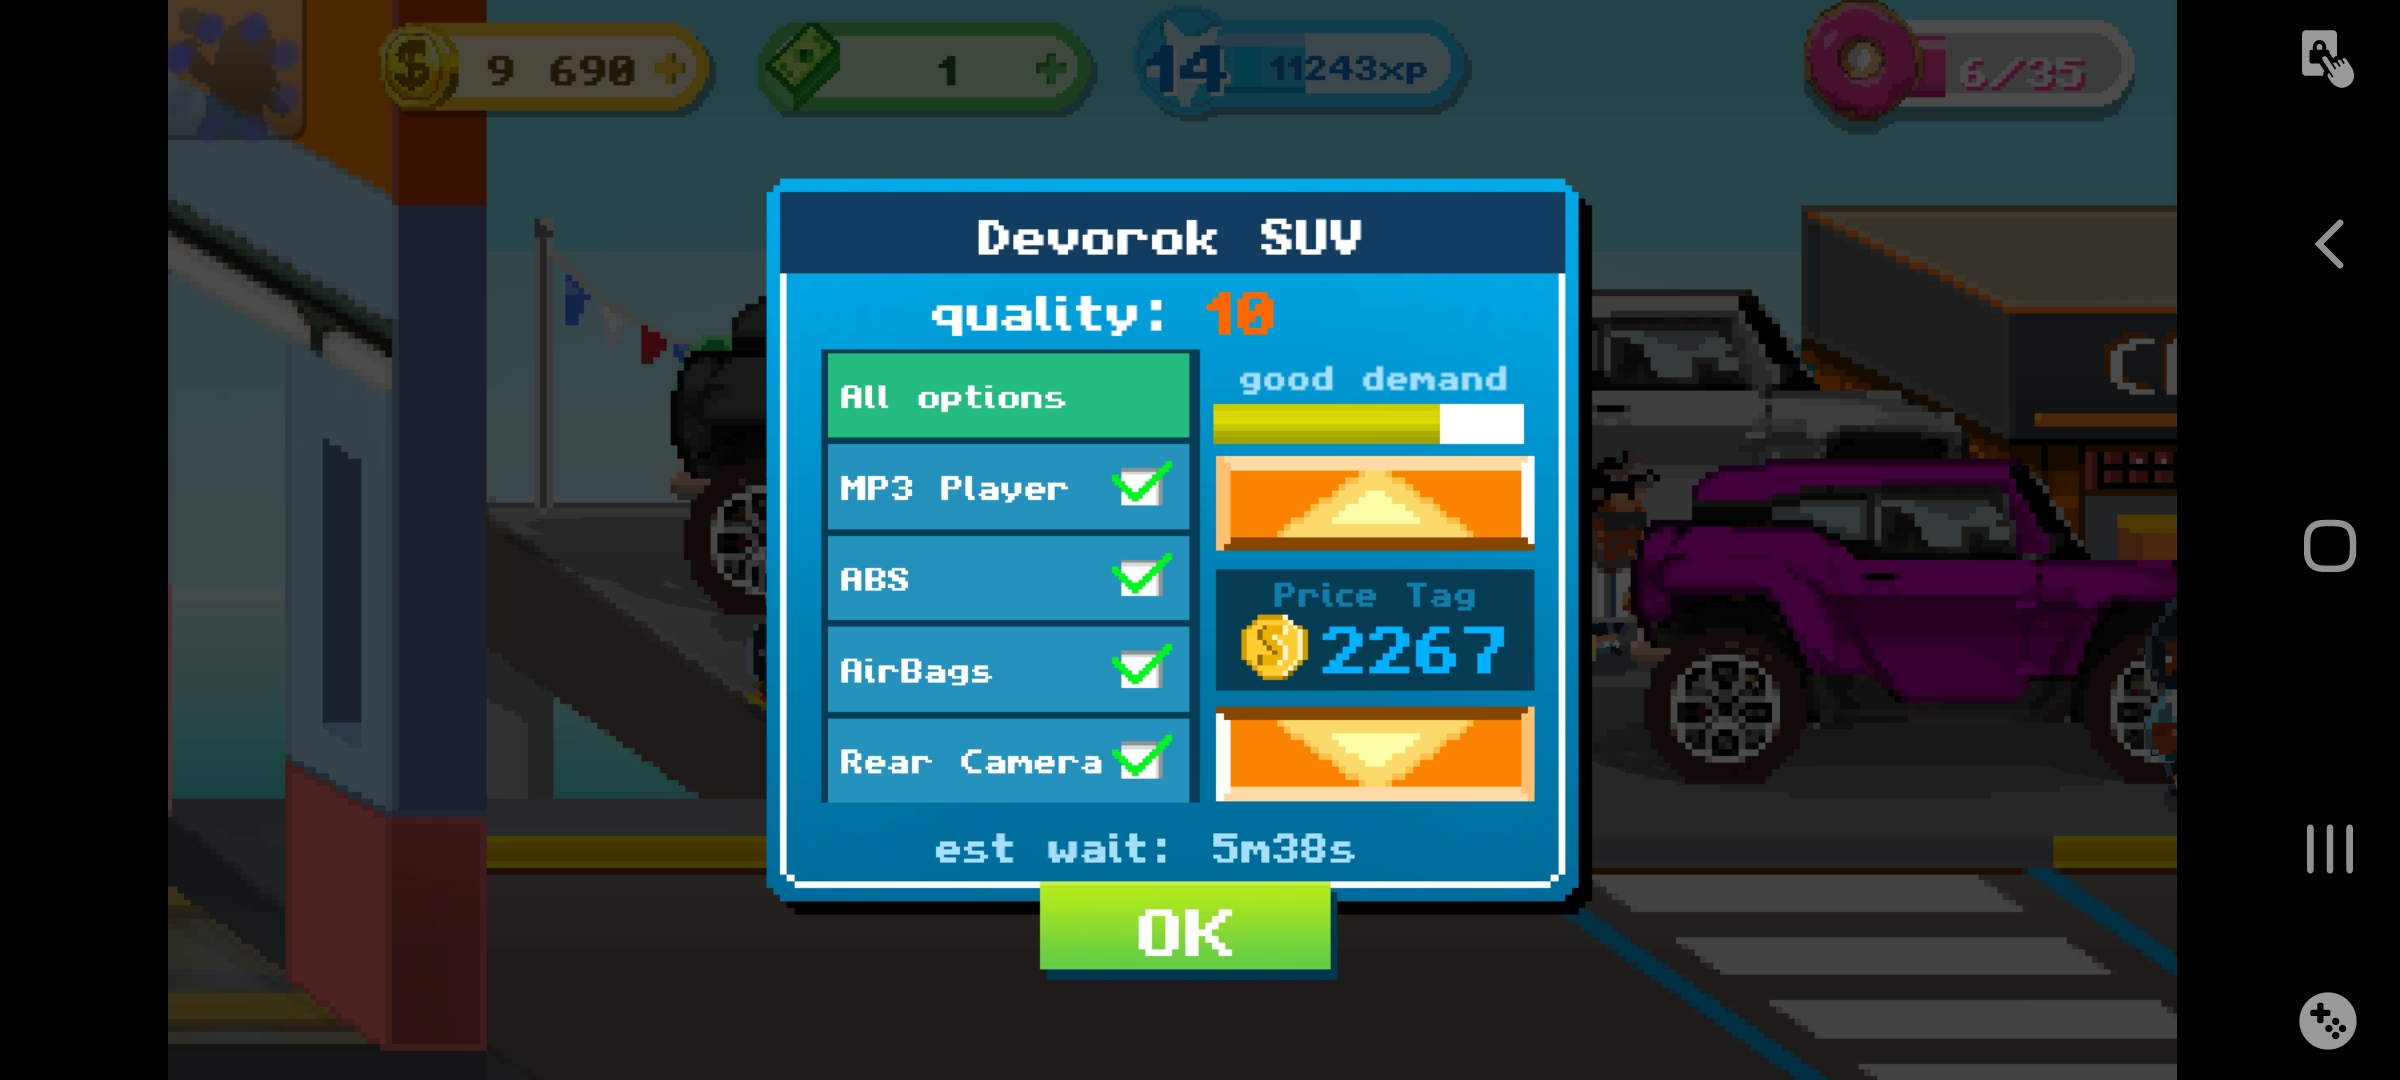 9 690 +
1 +
14 11243xp
6/35
Devorok SUV
quality: 10
All options
good demand
MP3 Player
ABS
Price Tag
2267
AirBags
Rear Camera
est wait: 5m38s
OK